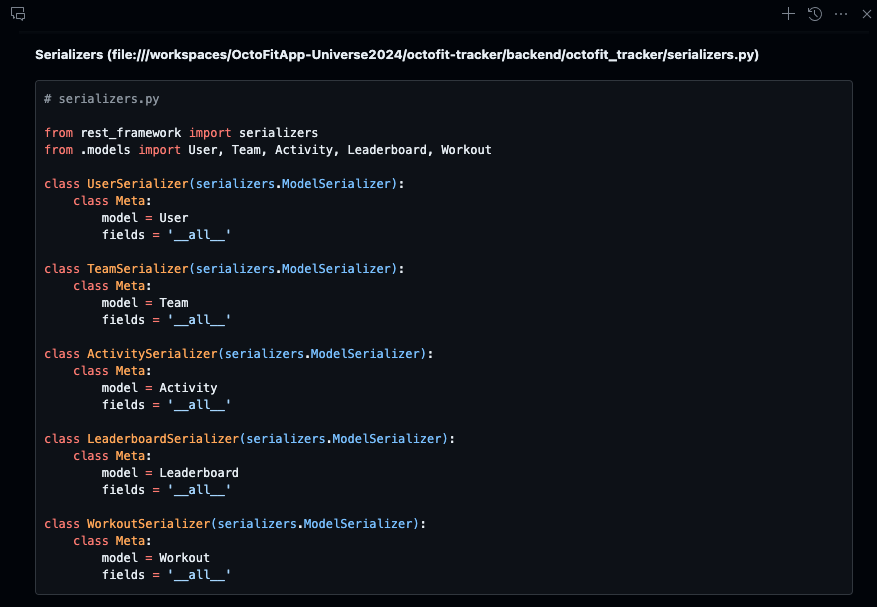 Serializers (file:///workspaces/OctoFitApp-Universe2024/octofit-tracker/backend/octofit_tracker/serializers.py)
# serializers.py
from rest_framework import serializers
from .models import User, Team, Activity, Leaderboard, Workout
class UserSerializer(serializers.ModelSerializer):
    class Meta:
        model = User
        fields = '__all__'
class TeamSerializer(serializers.ModelSerializer):
    class Meta:
        model = Team
        fields = '__all__'
class ActivitySerializer(serializers.ModelSerializer):
    class Meta:
        model = Activity
        fields = '__all__'
class LeaderboardSerializer(serializers.ModelSerializer):
    class Meta:
        model = Leaderboard
        fields = '__all__'
class WorkoutSerializer(serializers.ModelSerializer):
    class Meta:
        model = Workout
        fields = '__all__'